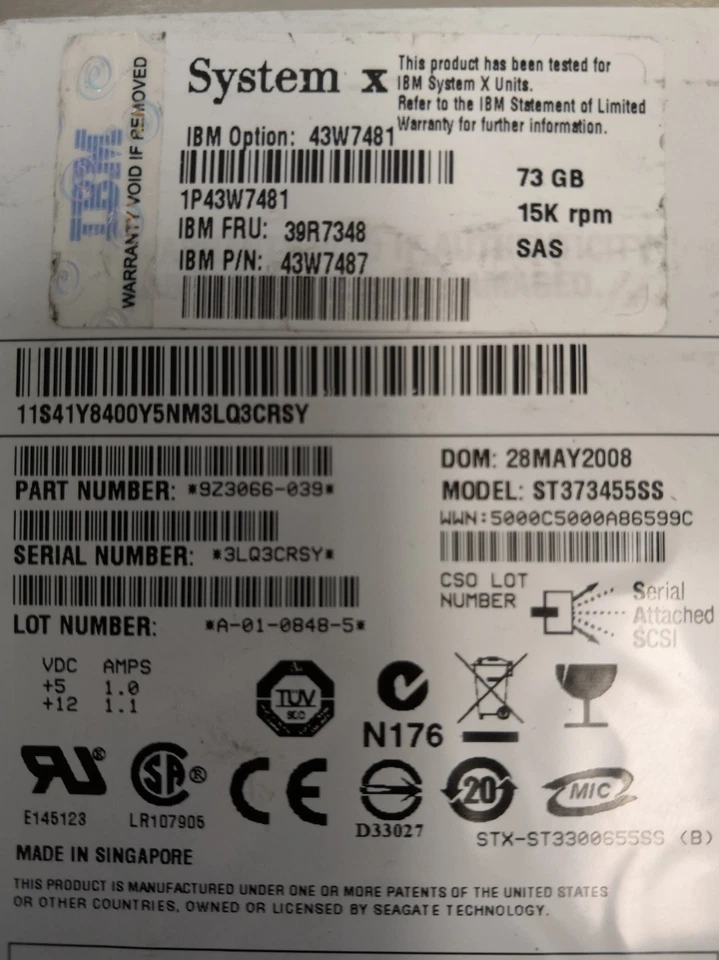 IBM
WARRANTY VOID IF REMOVED
System x
This product has been tested for
IBM System X Units.
Refer to the IBM Statement of Limited
Warranty for further information.
IBM Option: 43W7481
1P43W7481
IBM FRU: 39R7348
IBM P/N: 43W7487
73 GB
15K rpm
SAS
11S41Y8400Y5NM3LQ3CRSY
PART NUMBER: *9Z3066-039*
SERIAL NUMBER: *3LQ3CRSY*
LOT NUMBER: *A-01-0848-5*
DOM: 28MAY2008
MODEL: ST373455SS
WWN:5000C5000A86599C
CSO LOT
NUMBER
Serial
Attached
SCSI
VDC AMPS
+5 1.0
+12 1.1
TUV
N176
E145123
SA®
LR107905
CE
D33027
20
MIC
STX-ST3300655SS (B)
MADE IN SINGAPORE
THIS PRODUCT IS MANUFACTURED UNDER ONE OR MORE PATENTS OF THE UNITED STATES
OR OTHER COUNTRIES, OWNED OR LICENSED BY SEAGATE TECHNOLOGY.